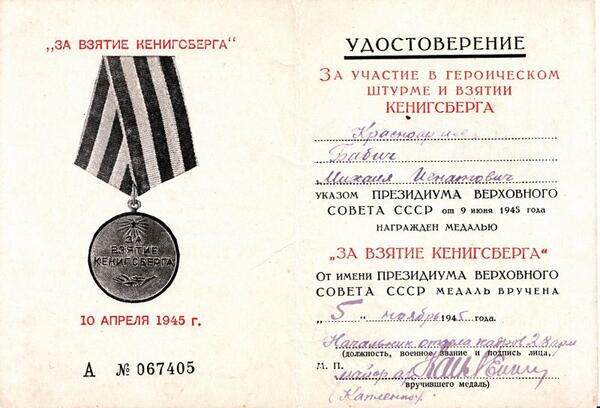 „ЗА ВЗЯТИЕ КЕНИГСБЕРГА“
ЗА
ВЗЯТИЕ
КЕНИГСБЕРГА
10 АПРЕЛЯ 1945 г.
А № 067405
УДОСТОВЕРЕНИЕ
ЗА УЧАСТИЕ В ГЕРОИЧЕСКОМ
ШТУРМЕ И ВЗЯТИИ
КЕНИГСБЕРГА
Красноармеец
Бабич
Михаил Игнатович
УКАЗОМ ПРЕЗИДИУМА ВЕРХОВНОГО
СОВЕТА СССР от 9 июня 1945 года
НАГРАЖДЕН МЕДАЛЬЮ
„ЗА ВЗЯТИЕ КЕНИГСБЕРГА“
От имени ПРЕЗИДИУМА ВЕРХОВНОГО
СОВЕТА СССР МЕДАЛЬ ВРУЧЕНА
„5“ ноябрь 1945 года.
Начальник отдела кадров
(должность, военное звание и подпись лица,
М. П.
майор
вручившего медаль)